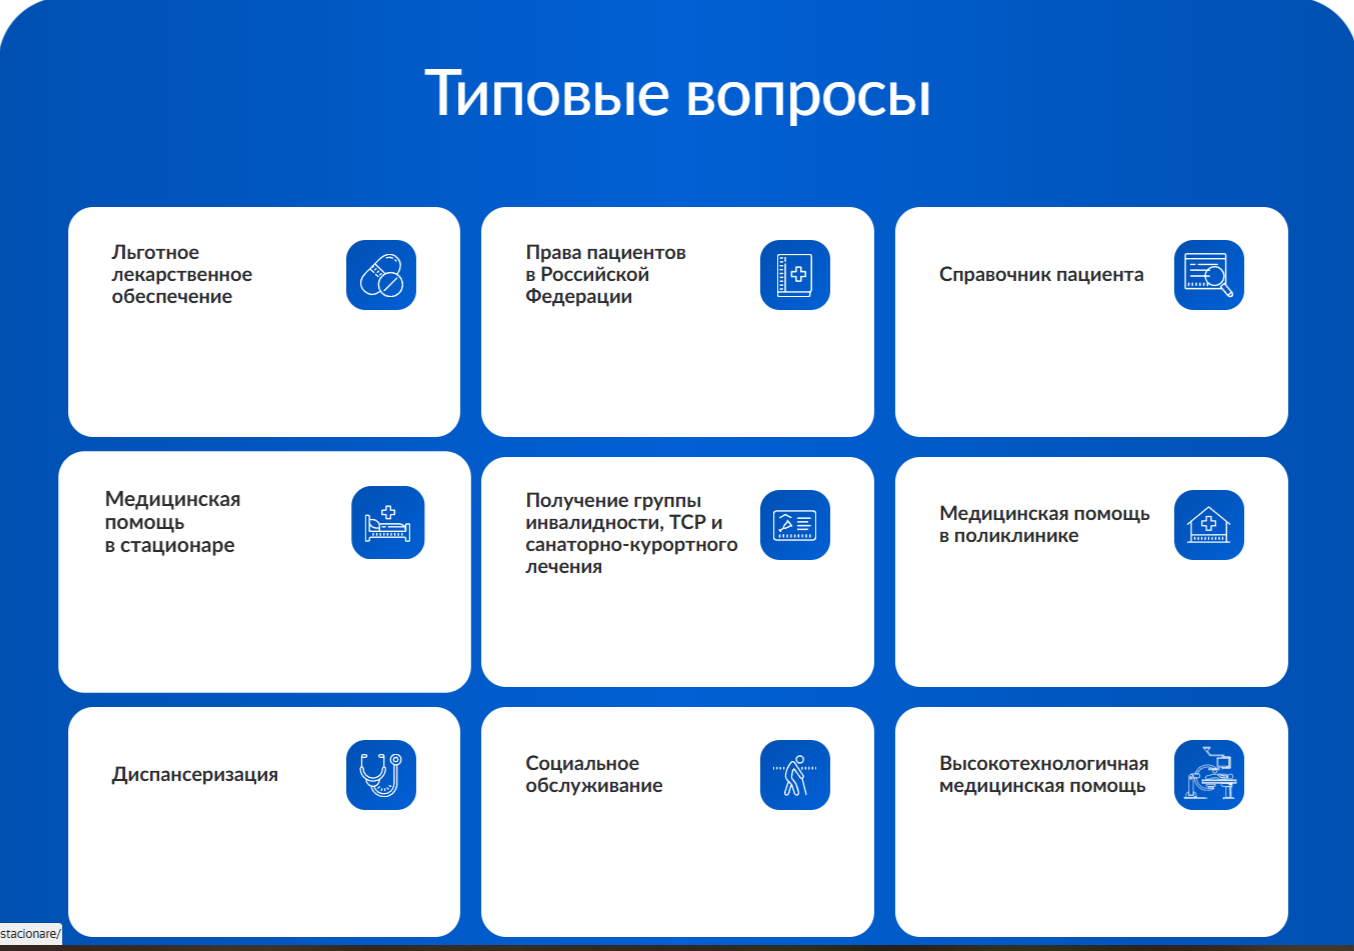 Типовые вопросы
Льготное
лекарственное
обеспечение
Права пациентов
в Российской
Федерации
Справочник пациента
Медицинская
помощь
в стационаре
Получение группы
инвалидности, ТСР и
санаторно-курортного
лечения
Медицинская помощь
в поликлинике
Диспансеризация
Социальное
обслуживание
Высокотехнологичная
медицинская помощь
stacionare/